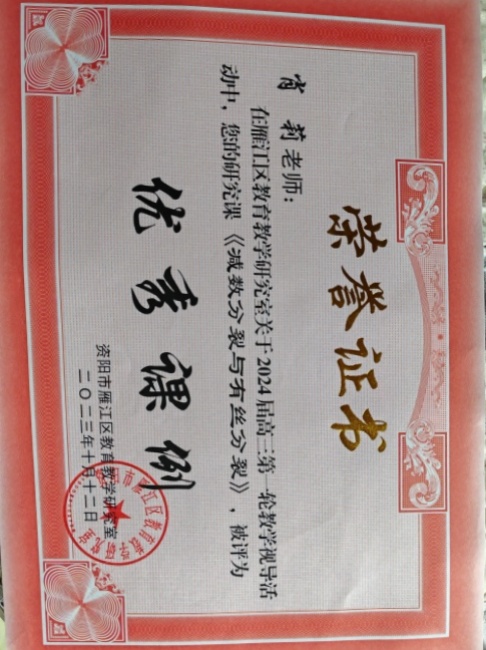 荣誉证书
肖莉老师：
在雁江区教育教学研究室关于2024届高三第一轮教学视导活
动中，您的研究课《减数分裂与有丝分裂》，被评为
优秀课例
资阳市雁江区教育教学研究室
二〇二三年十月十二日